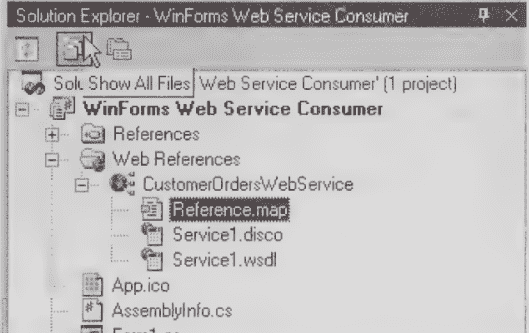 Solution Explorer - WinForms Web Service Consumer
Solu Show All Files Web Service Consumer' (1 project)
WinForms Web Service Consumer
References
Web References
CustomerOrdersWebService
Reference.map
Service1.disco
Service1.wsdl
App.ico
AssemblyInfo.cs